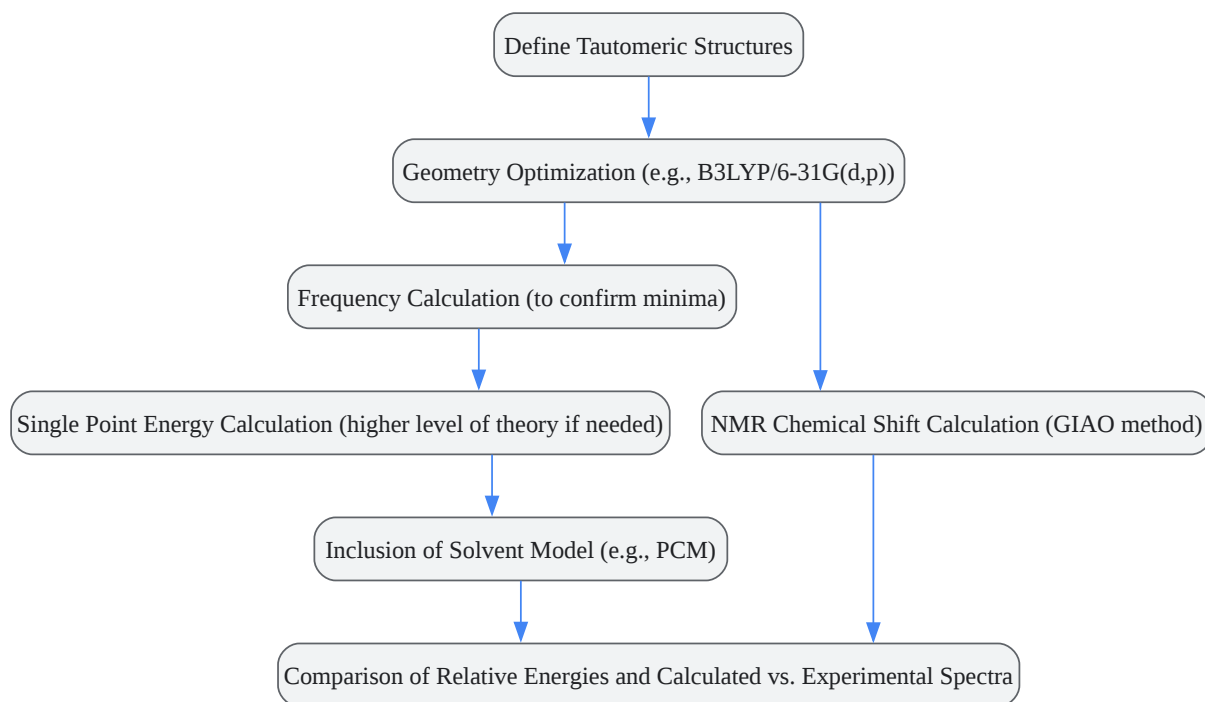 Define Tautomeric Structures
Geometry Optimization (e.g., B3LYP/6-31G(d,p))
Frequency Calculation (to confirm minima)
Single Point Energy Calculation (higher level of theory if needed)
NMR Chemical Shift Calculation (GIAO method)
Inclusion of Solvent Model (e.g., PCM)
Comparison of Relative Energies and Calculated vs. Experimental Spectra